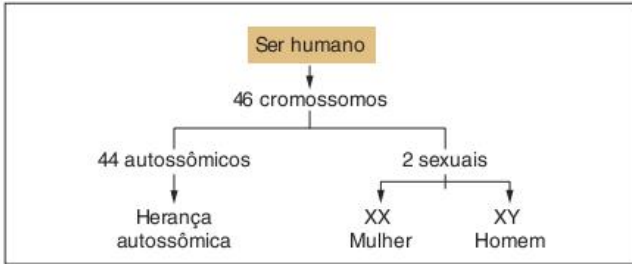 Ser humano
46 cromossomos
44 autossômicos
2 sexuais
Herança
autossômica
XX
Mulher
XY
Homem